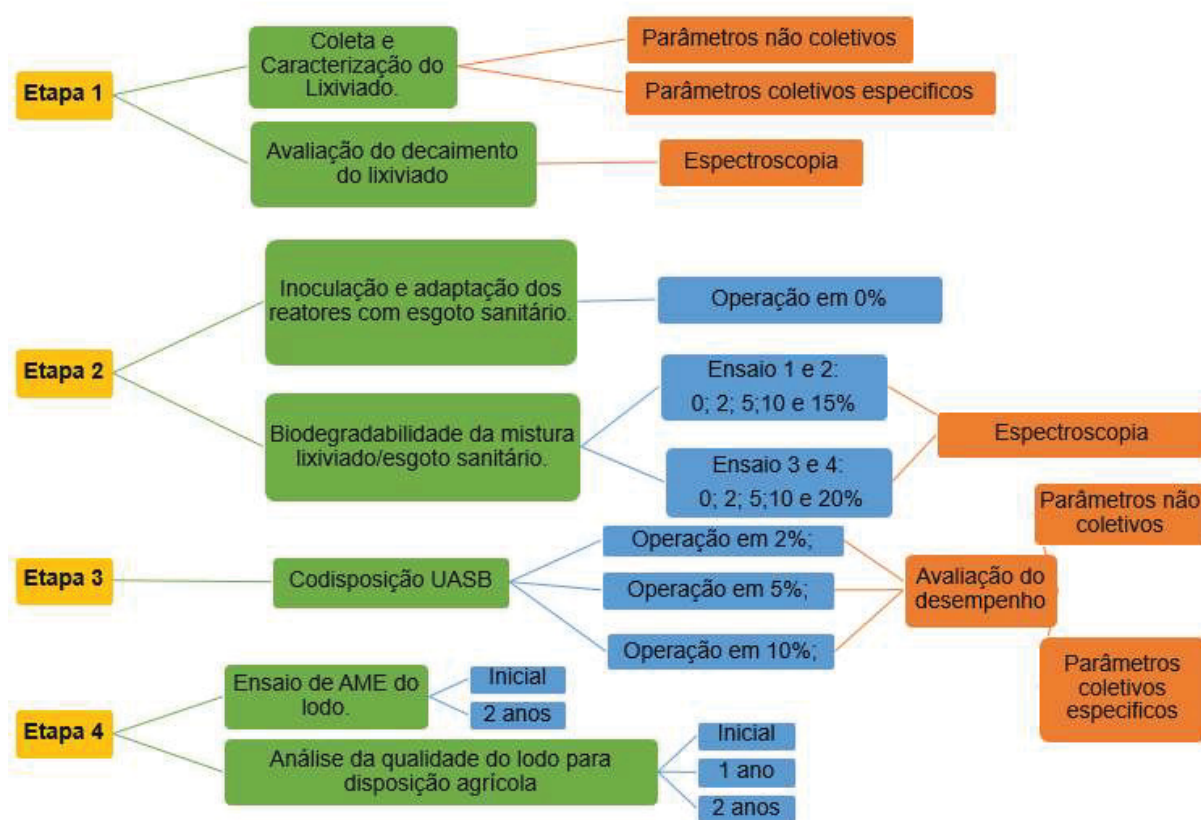 Etapa 1
Coleta e
Caracterização do
Lixiviado.
Parâmetros não coletivos
Parâmetros coletivos especificos
Avaliação do decaimento
do lixiviado
Espectroscopia
Etapa 2
Inoculação e adaptação dos
reatores com esgoto sanitário.
Operação em 0%
Biodegradabilidade da mistura
lixiviado/esgoto sanitário.
Ensaio 1 e 2:
0; 2; 5;10 e 15%
Ensaio 3 e 4:
0; 2; 5;10 e 20%
Espectroscopia
Etapa 3
Codisposição UASB
Operação em 2%;
Operação em 5%;
Operação em 10%;
Avaliação do
desempenho
Parâmetros não
coletivos
Parâmetros
coletivos
especificos
Etapa 4
Ensaio de AME do
lodo.
Inicial
2 anos
Análise da qualidade do lodo para
disposição agrícola
Inicial
1 ano
2 anos